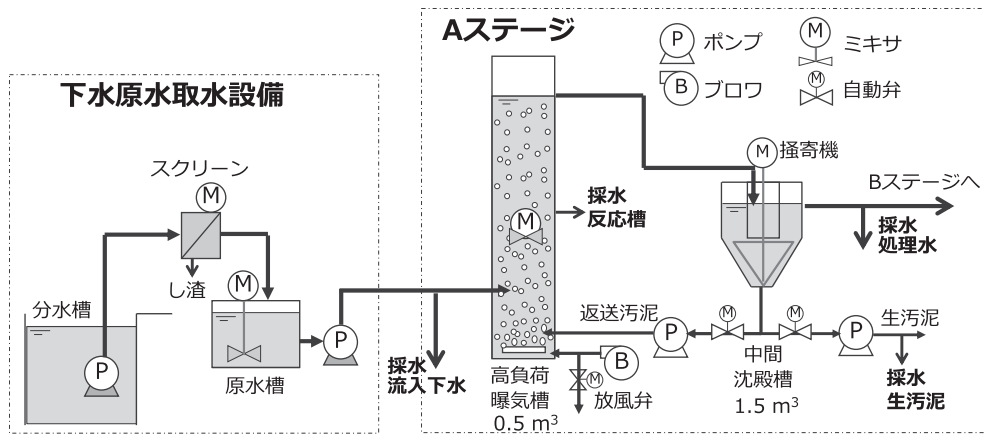 Aステージ
P
ポンプ
M
ミキサ
B
ブロワ
M
自動弁
下水原水取水設備
スクリーン
M
し渣
分水槽
P
M
原水槽
P
採水
流入下水
M
採水
反応槽
高負荷
曝気槽
0.5 m³
返送汚泥
B
M
放風弁
M
掻寄機
Bステージへ
採水
処理水
P
M
M
P
中間
沈殿槽
1.5 m³
生汚泥
採水
生汚泥